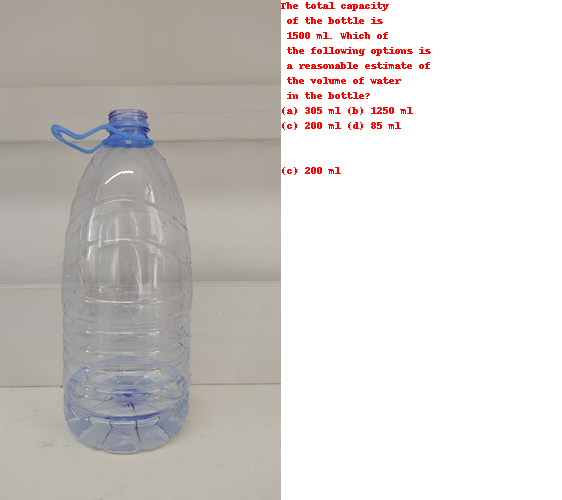 The total capacity
of the bottle is
1500 ml. Which of
the following options is
a reasonable estimate of
the volume of water
in the bottle?
(a) 305 ml (b) 1250 ml
(c) 200 ml (d) 85 ml
(c) 200 ml